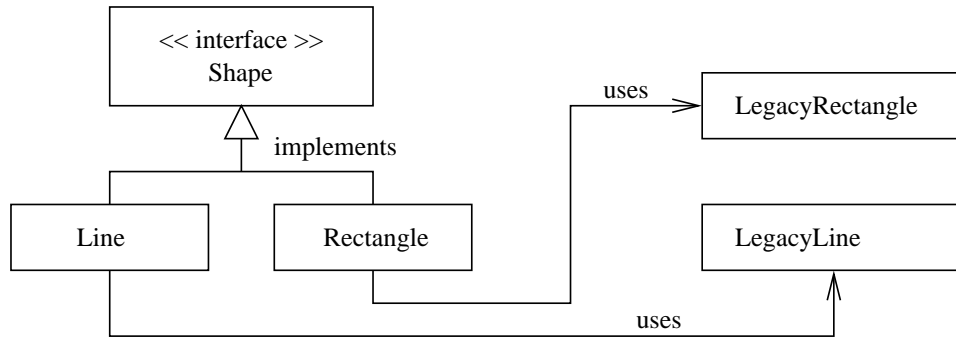 << interface >>
Shape
uses
LegacyRectangle
implements
Line
Rectangle
LegacyLine
uses